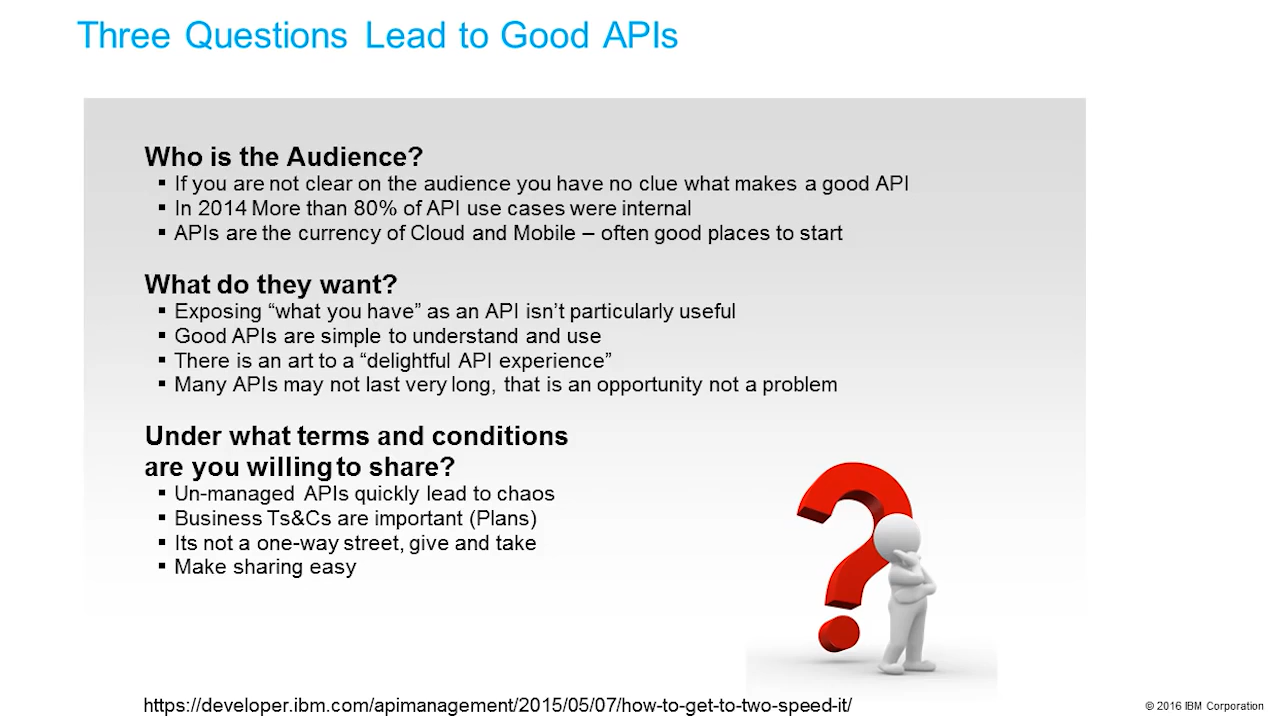 Three Questions Lead to Good APIs
Who is the Audience?
▪ If you are not clear on the audience you have no clue what makes a good API
▪ In 2014 More than 80% of API use cases were internal
▪ APIs are the currency of Cloud and Mobile – often good places to start
What do they want?
▪ Exposing “what you have” as an API isn’t particularly useful
▪ Good APIs are simple to understand and use
▪ There is an art to a “delightful API experience”
▪ Many APIs may not last very long, that is an opportunity not a problem
Under what terms and conditions
are you willing to share?
▪ Un-managed APIs quickly lead to chaos
▪ Business Ts&Cs are important (Plans)
▪ Its not a one-way street, give and take
▪ Make sharing easy
https://developer.ibm.com/apimanagement/2015/05/07/how-to-get-to-two-speed-it/
© 2016 IBM Corporation